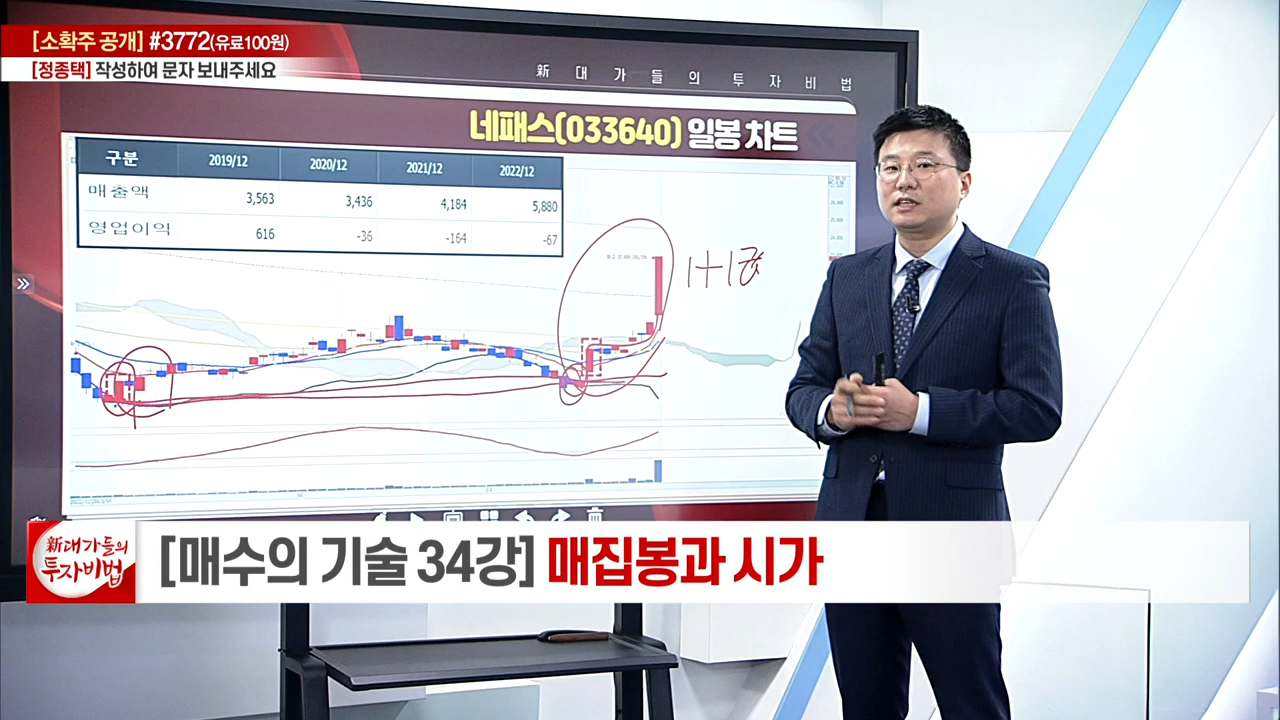 [소확주 공개] #3772(유료100원)
[정종택] 작성하여 문자 보내주세요
新 대 가 들 의 투 자 비 법
네패스(033640) 일봉 차트
구분 2019/12 2020/12 2021/12 2022/12
매출액 3,563 3,436 4,184 5,880
영업이익 616 -36 -164 -67
新대가들의
투자비법
[매수의 기술 34강] 매집봉과 시가